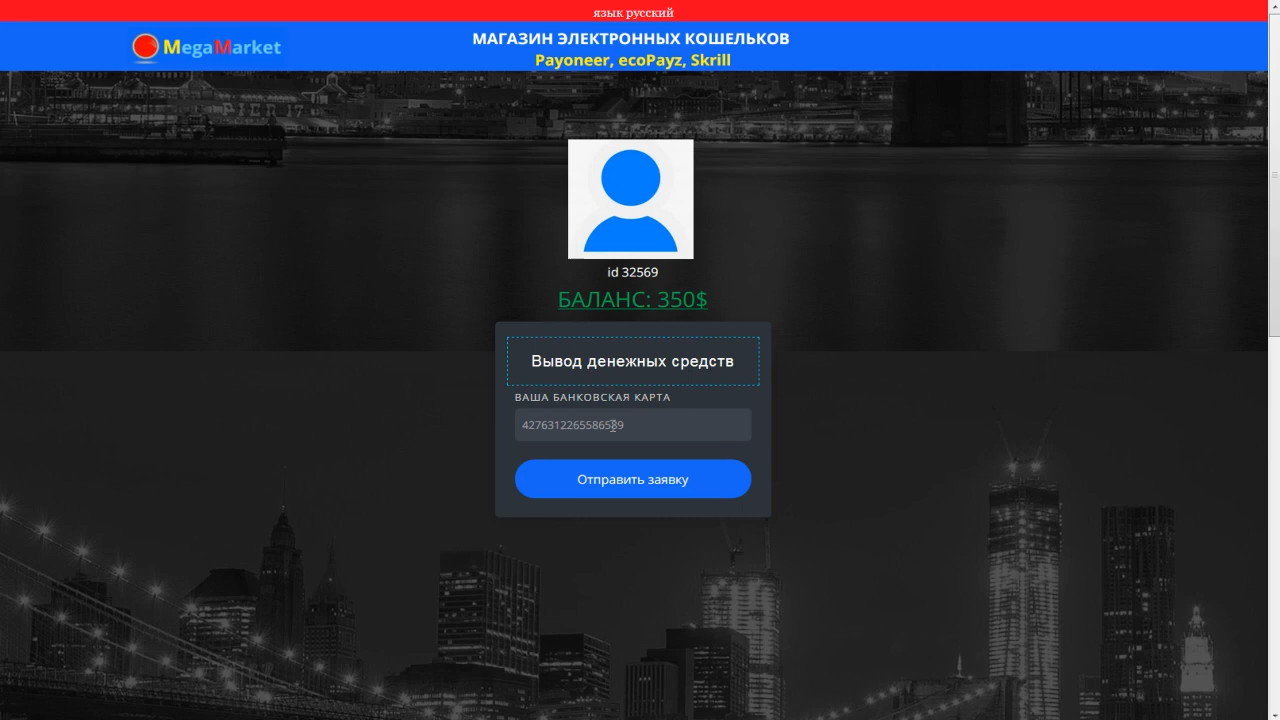 язык русский
MegaMarket
МАГАЗИН ЭЛЕКТРОННЫХ КОШЕЛЬКОВ
Payoneer, ecoPayz, Skrill
id 32569
БАЛАНС: 350$
Вывод денежных средств
ВАША БАНКОВСКАЯ КАРТА
Отправить заявку